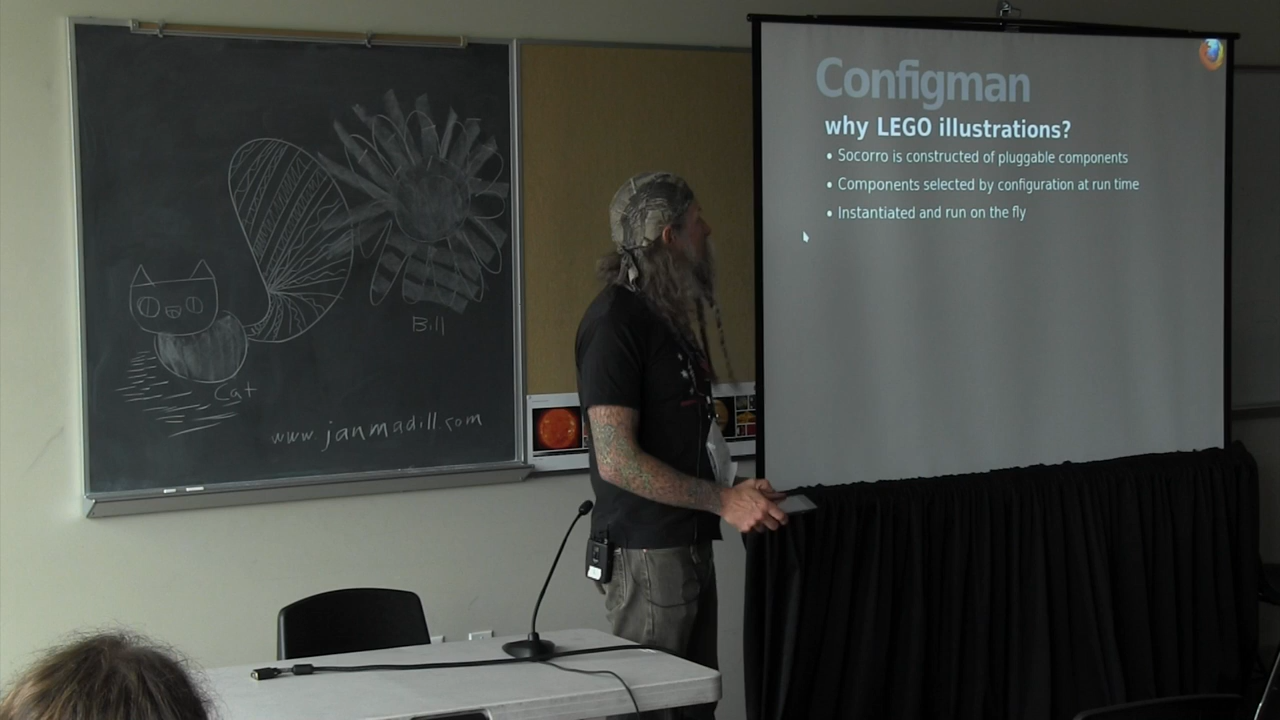 Bill
Cat
www.janmadill.com
Configman
why LEGO illustrations?
• Socorro is constructed of pluggable components
• Components selected by configuration at run time
• Instantiated and run on the fly